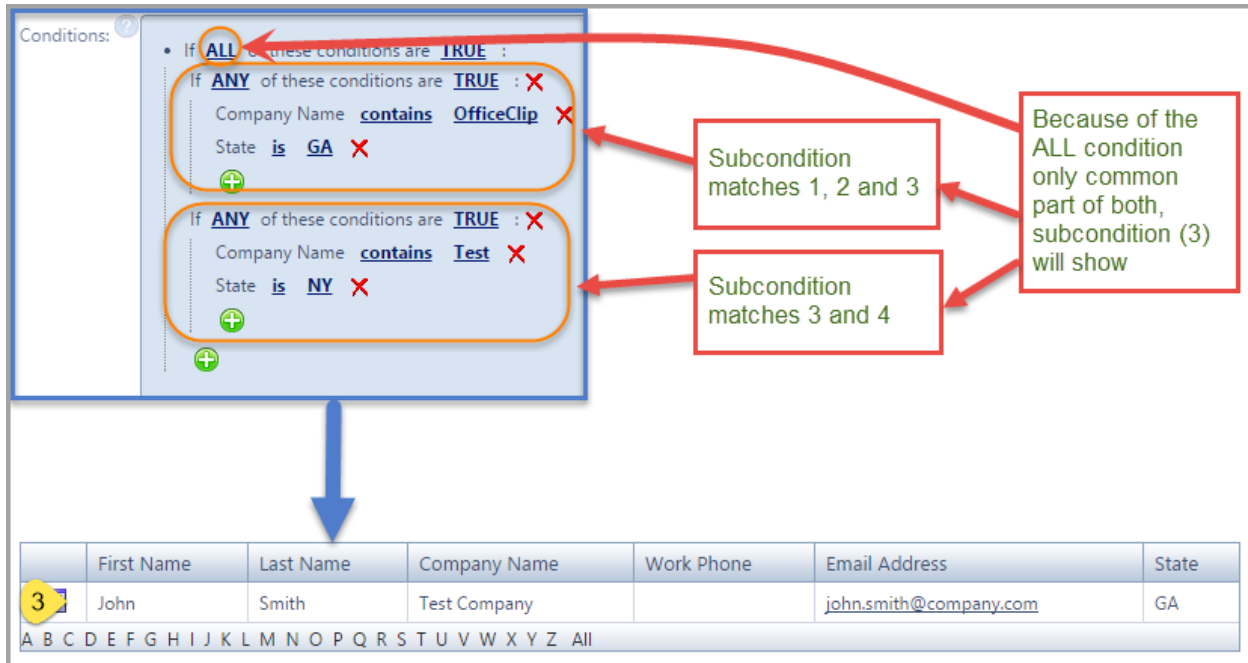 Conditions: ?
• If ALL of these conditions are TRUE :
If ANY of these conditions are TRUE :
Company Name contains OfficeClip
State is GA
If ANY of these conditions are TRUE :
Company Name contains Test
State is NY
Subcondition
matches 1, 2 and 3
Subcondition
matches 3 and 4
Because of the
ALL condition
only common
part of both,
subcondition (3)
will show
First Name Last Name Company Name Work Phone Email Address State
3 John Smith Test Company john.smith@company.com GA
A B C D E F G H I J K L M N O P Q R S T U V W X Y Z All